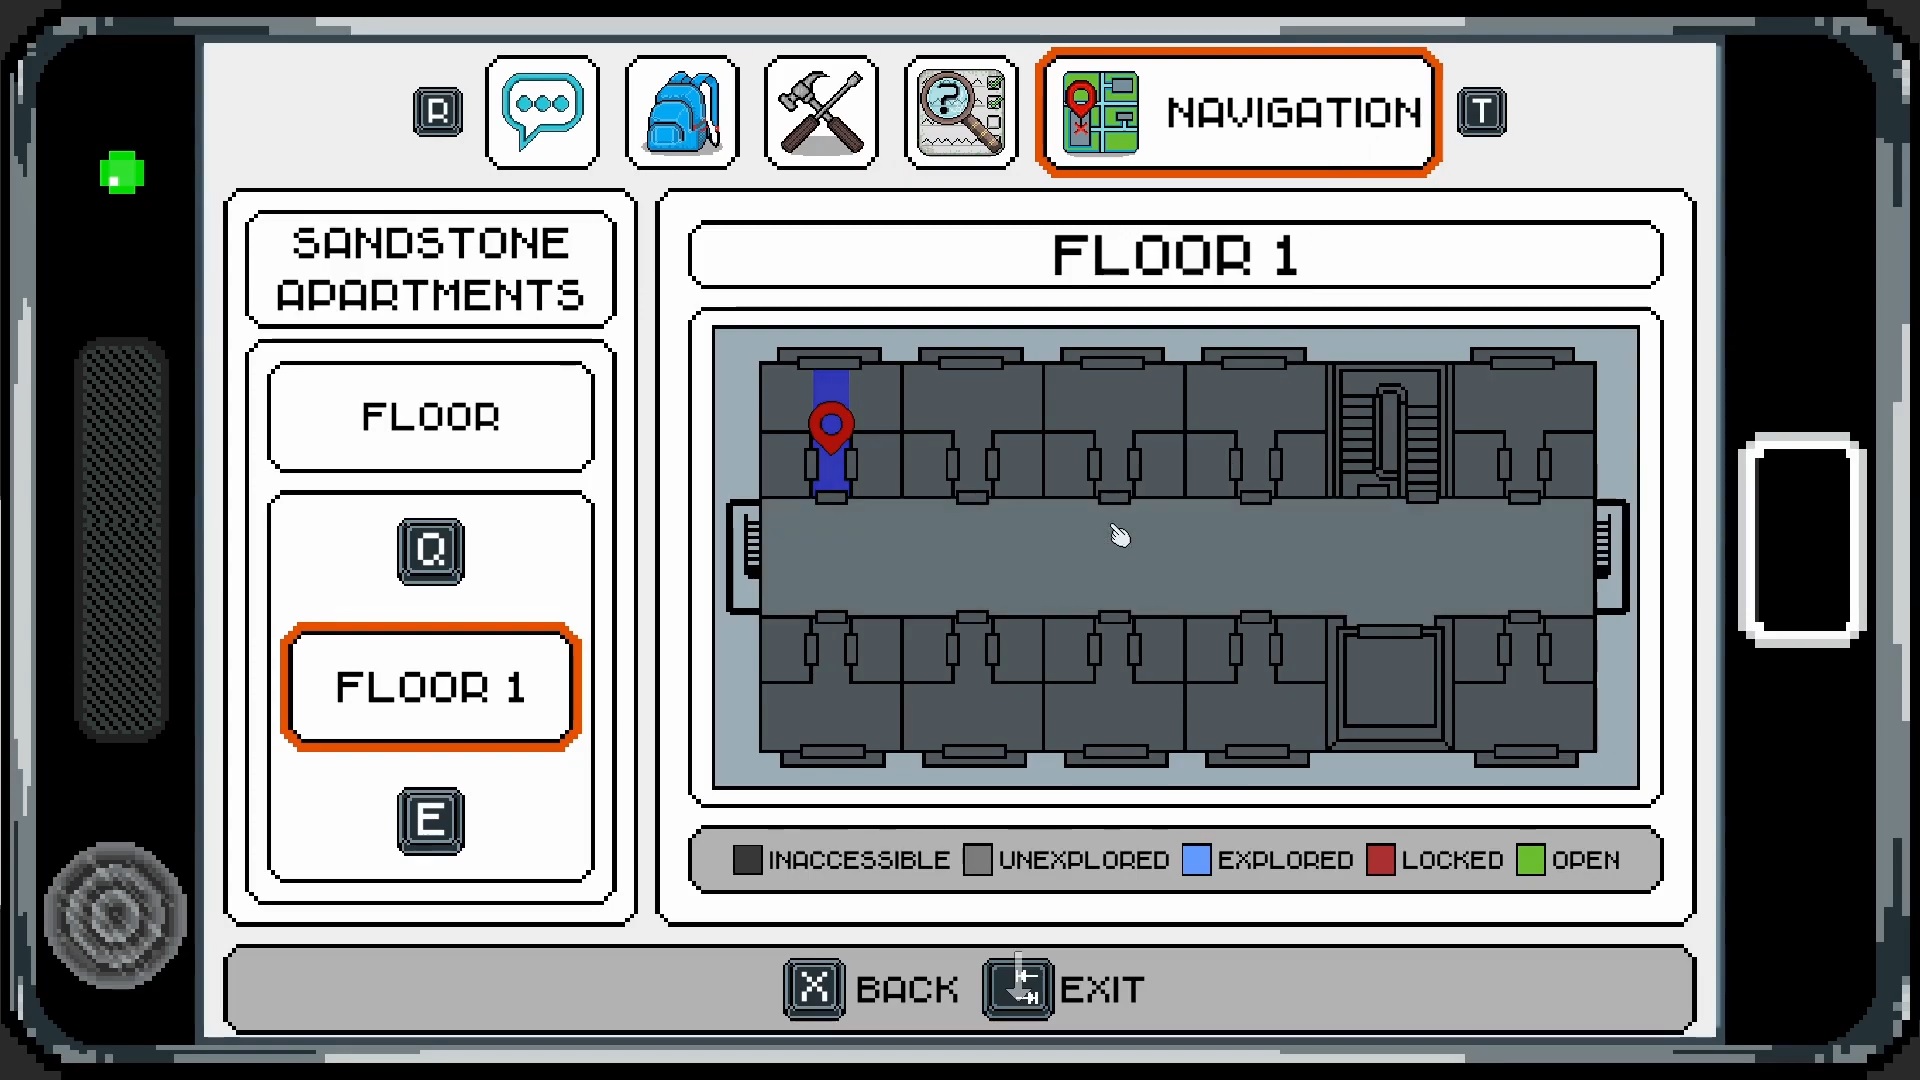 R
NAVIGATION
T
SANDSTONE
APARTMENTS
FLOOR 1
FLOOR
Q
FLOOR 1
E
INACCESSIBLE UNEXPLORED EXPLORED LOCKED OPEN
X BACK EXIT